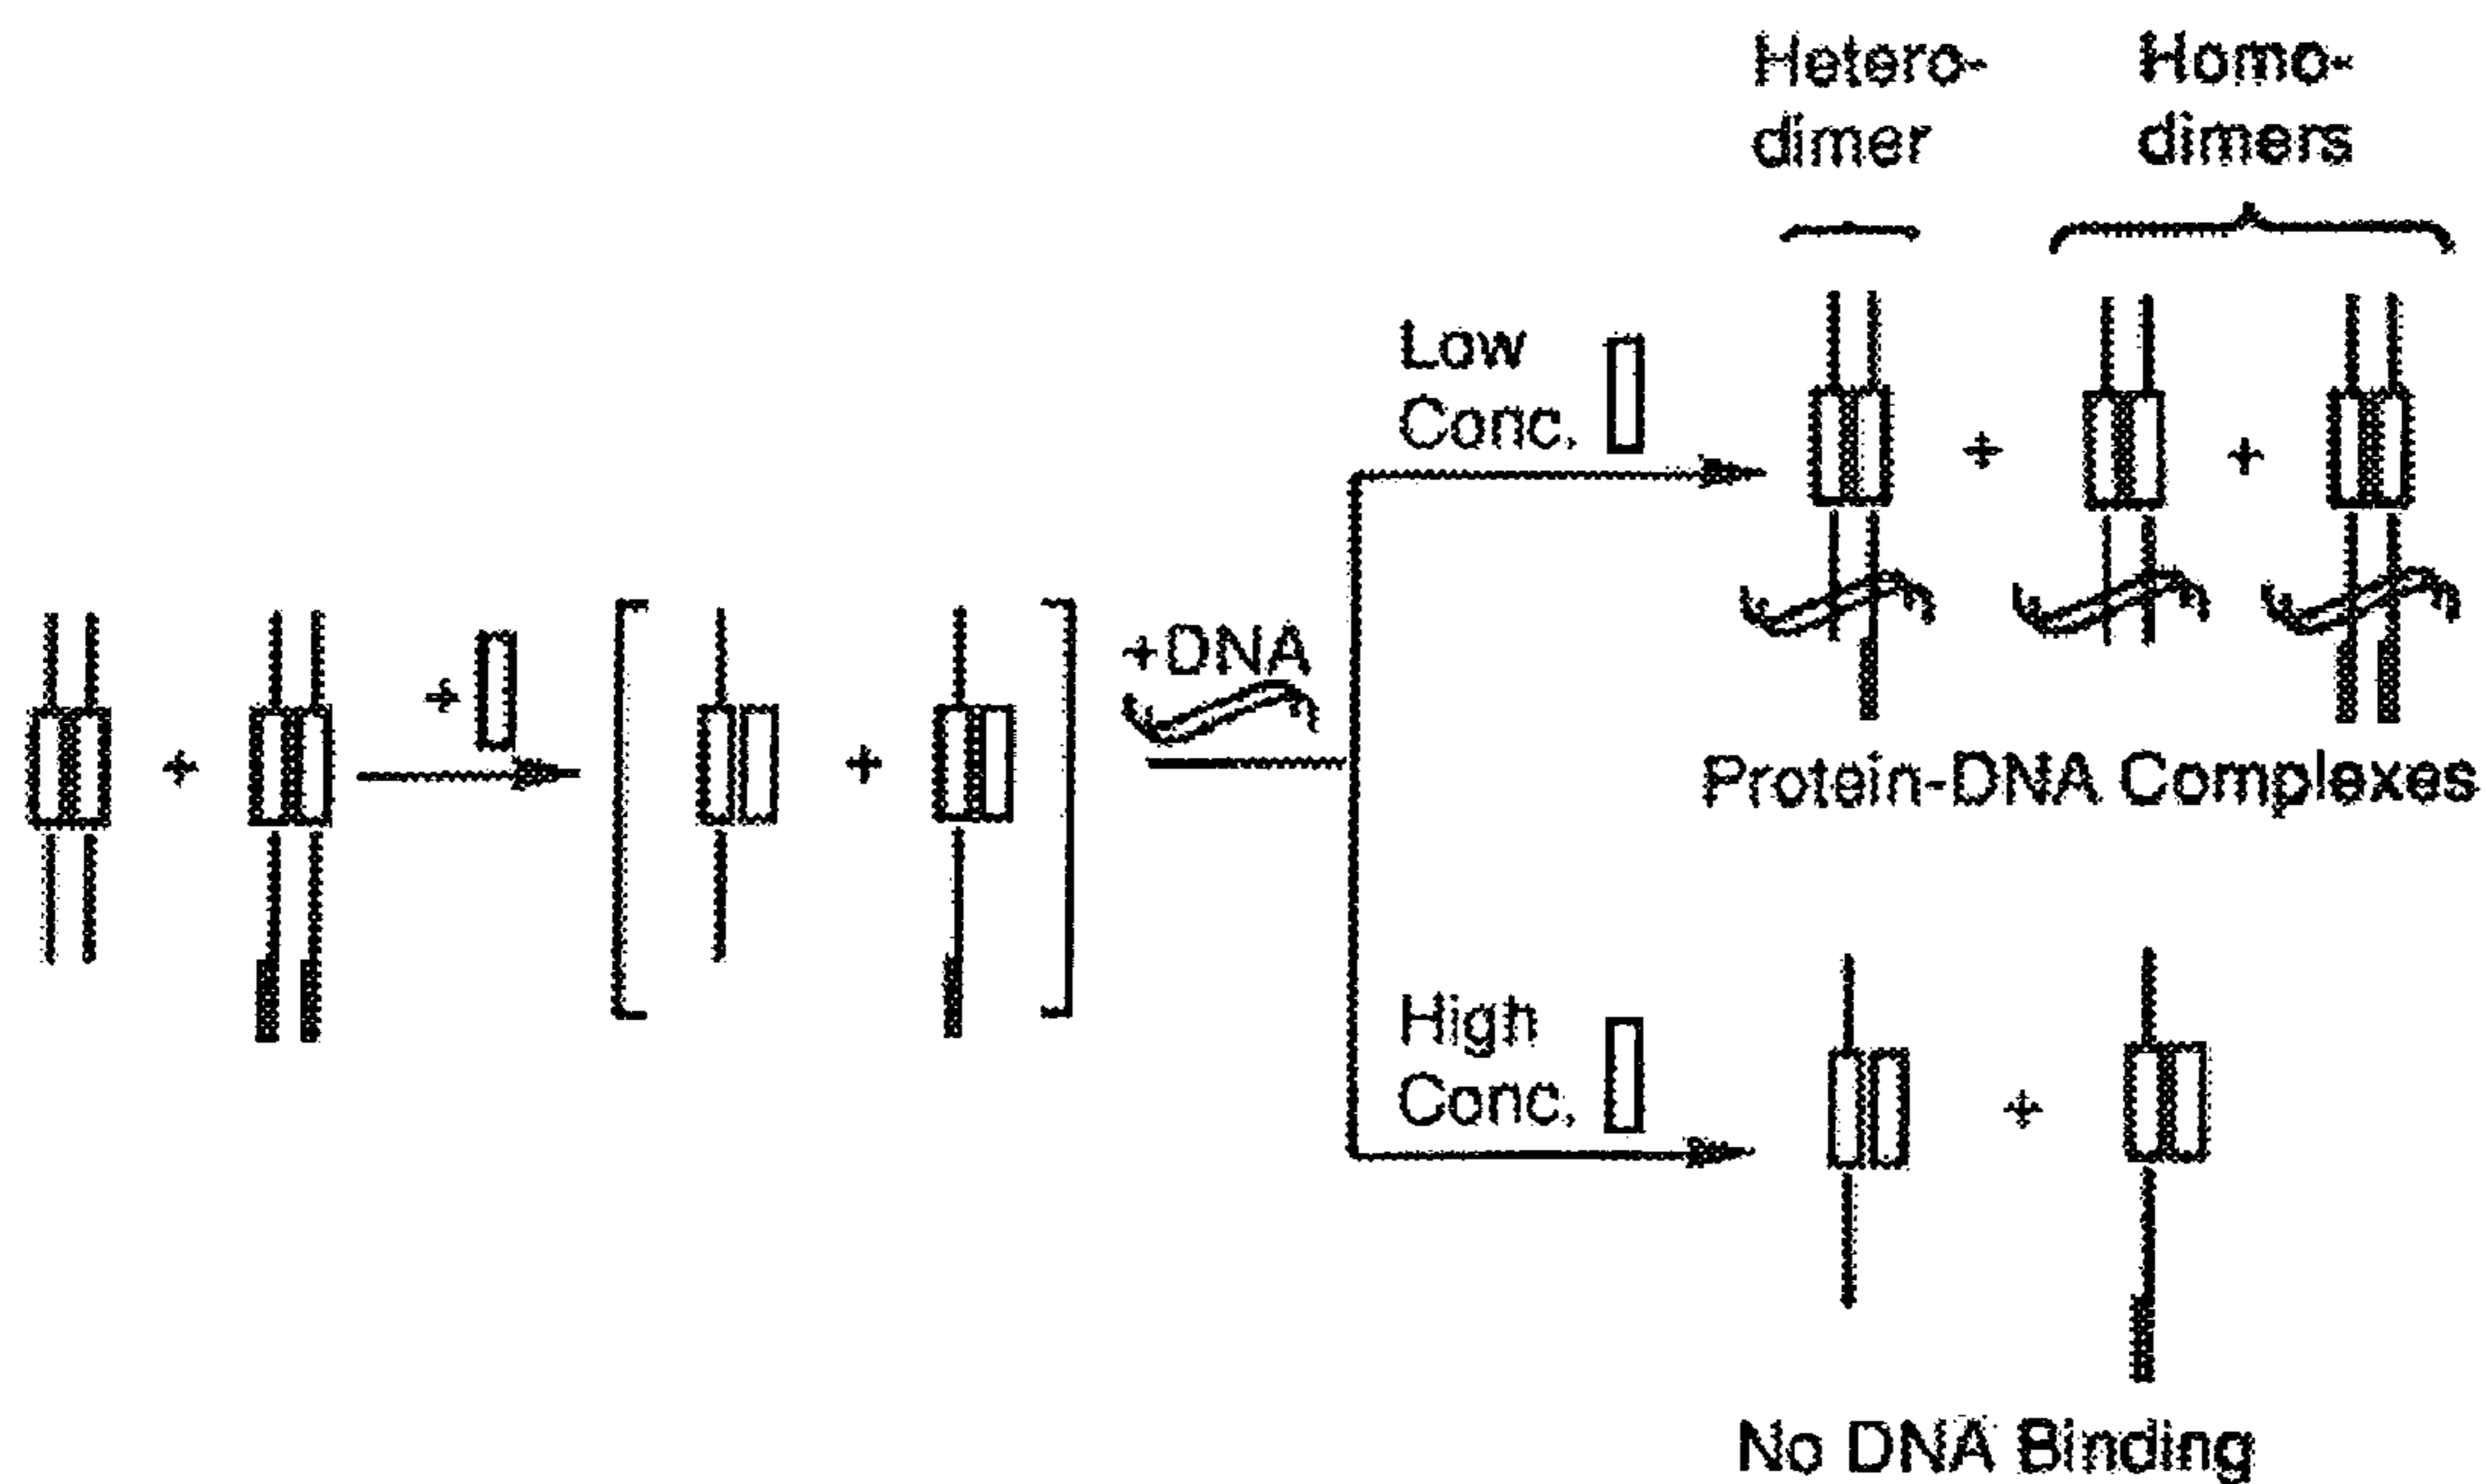 Hetero-
dimer
Homo-
dimers
Low
Conc.
+DNA
Protein-DNA Complexes
High
Conc.
No DNA Binding